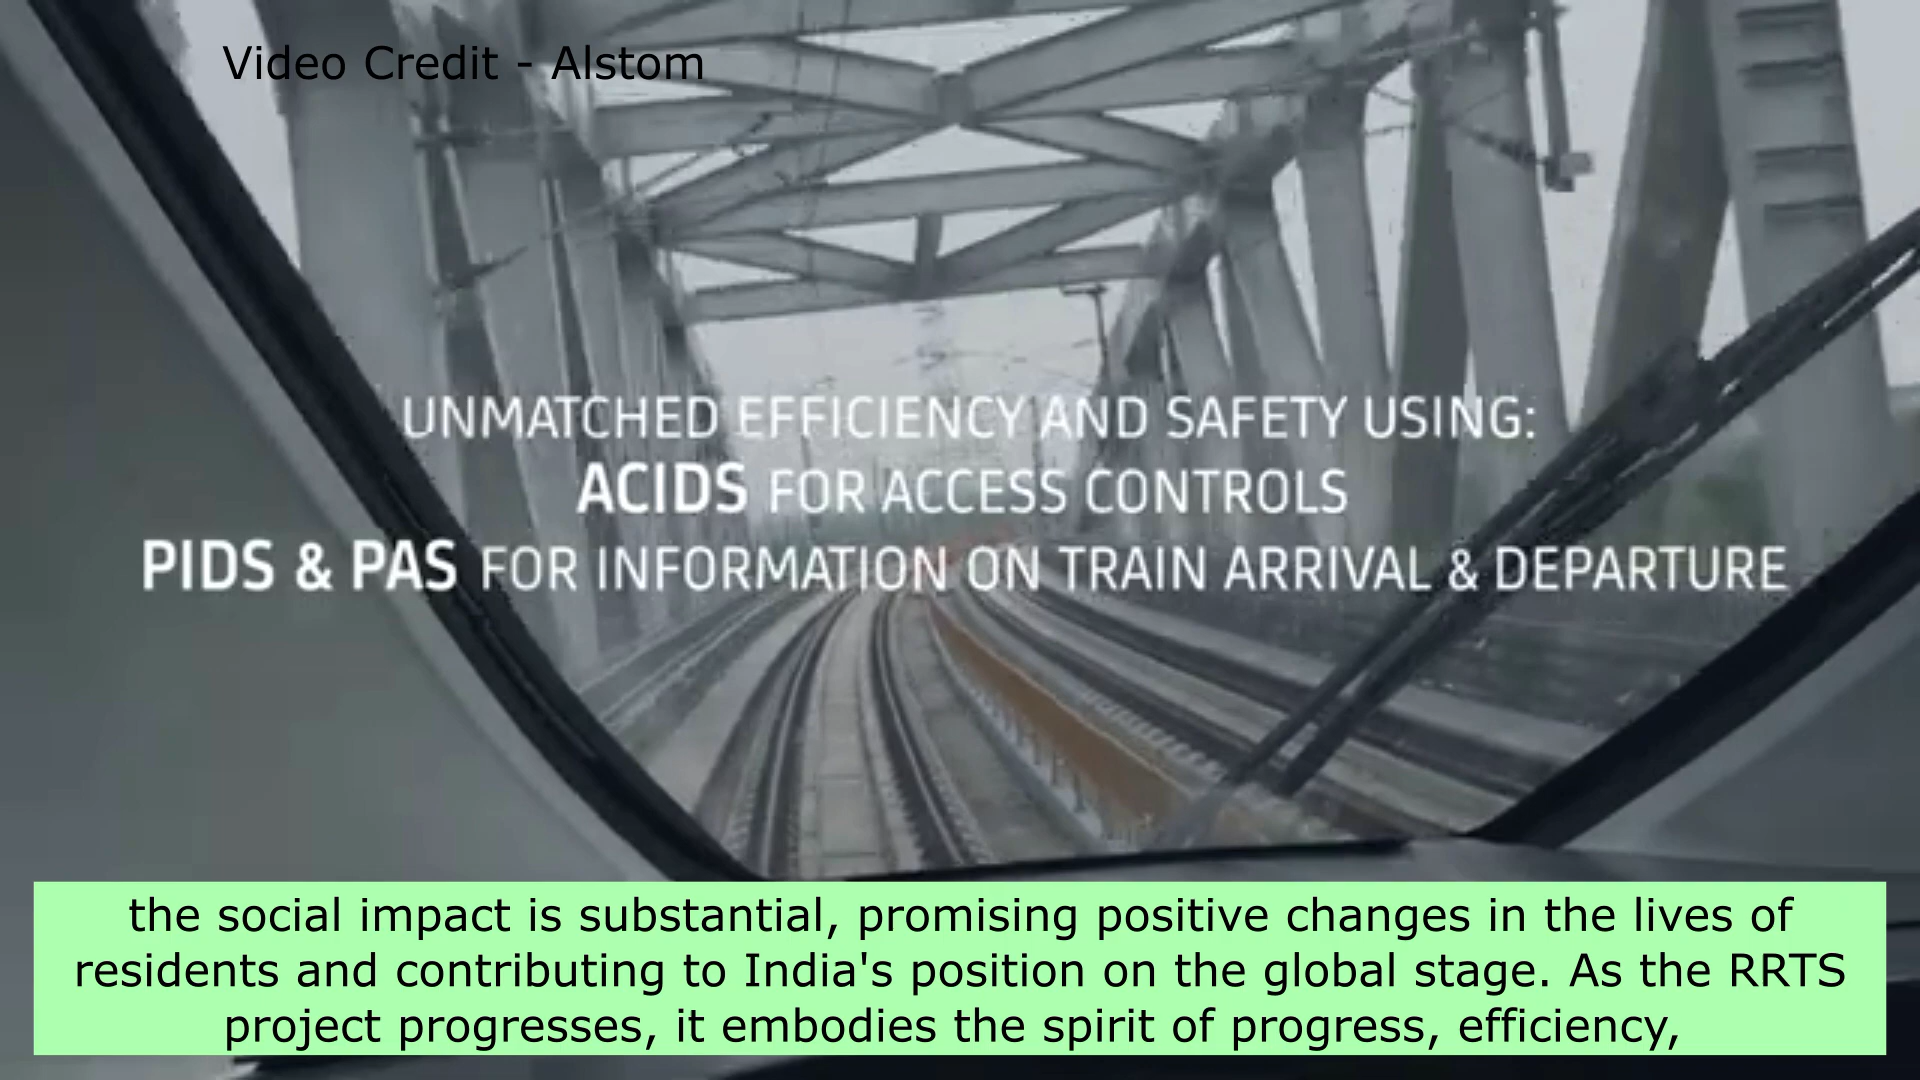 Video Credit - Alstom
UNMATCHED EFFICIENCY AND SAFETY USING:
ACIDS FOR ACCESS CONTROLS
PIDS & PAS FOR INFORMATION ON TRAIN ARRIVAL & DEPARTURE
the social impact is substantial, promising positive changes in the lives of
residents and contributing to India's position on the global stage. As the RRTS
project progresses, it embodies the spirit of progress, efficiency,